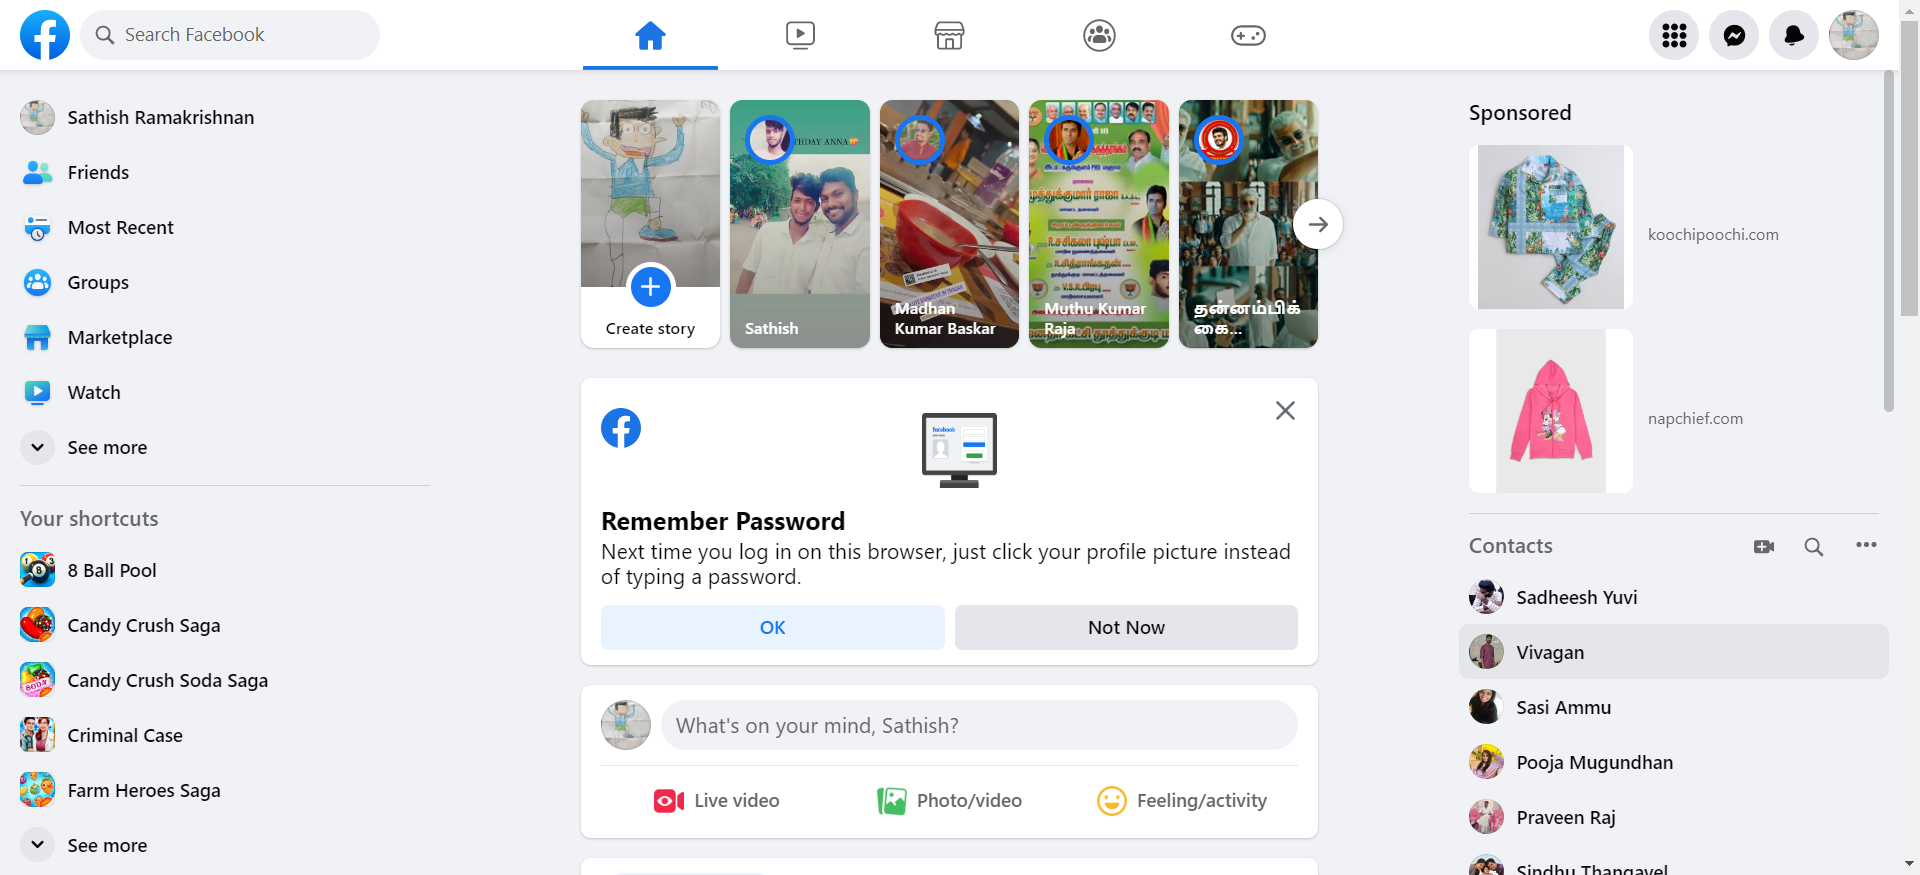 Search Facebook
Sathish Ramakrishnan
Friends
Most Recent
Groups
Marketplace
Watch
See more
Your shortcuts
8 Ball Pool
Candy Crush Saga
Candy Crush Soda Saga
Criminal Case
Farm Heroes Saga
See more
Create story
THDAY ANNA
Sathish
Madhan
Kumar Baskar
Muthu Kumar
Raja
தன்னம்பிக்
கை...
facebook
Remember Password
Next time you log in on this browser, just click your profile picture instead
of typing a password.
OK
Not Now
What's on your mind, Sathish?
Live video
Photo/video
Feeling/activity
Sponsored
koochipoochi.com
napchief.com
Contacts
Sadheesh Yuvi
Vivagan
Sasi Ammu
Pooja Mugundhan
Praveen Raj
Sindhu Thangavel